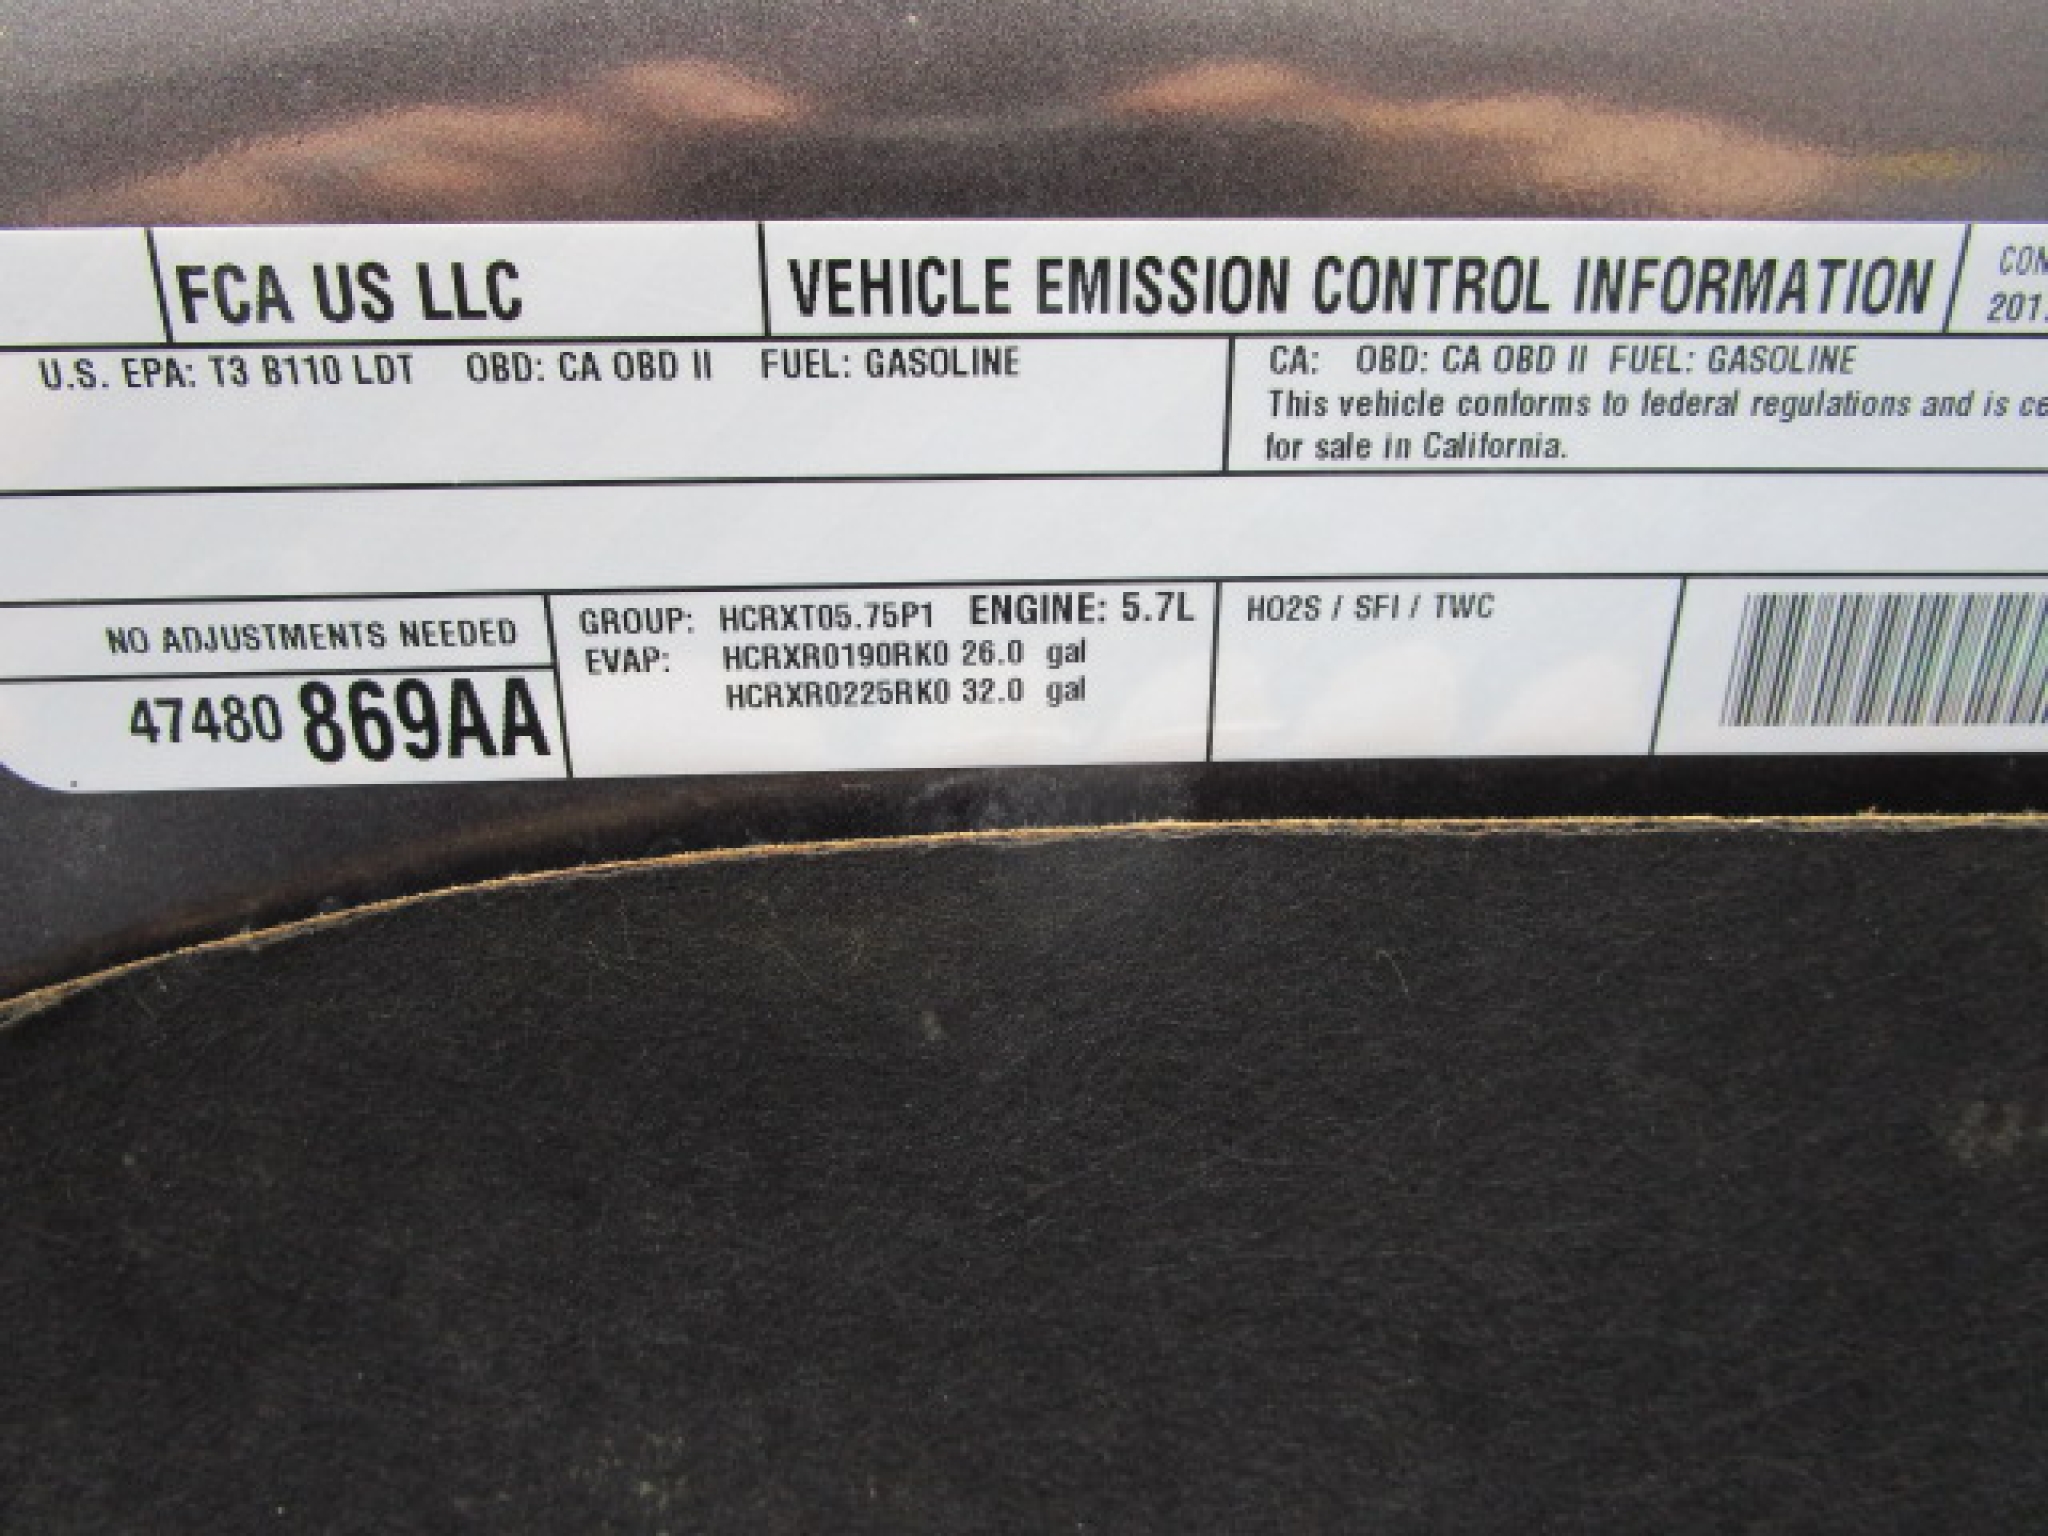 FCA US LLC
VEHICLE EMISSION CONTROL INFORMATION
U.S. EPA: T3 B110 LDT OBD: CA OBD II FUEL: GASOLINE
CA: OBD: CA OBD II FUEL: GASOLINE
This vehicle conforms to federal regulations and is
for sale in California.
NO ADJUSTMENTS NEEDED
47480 869AA
GROUP: HCRXT05.75P1 ENGINE: 5.7L
EVAP: HCRXR0190RK0 26.0 gal
HCRXR0225RK0 32.0 gal
HO2S / SFI / TWC